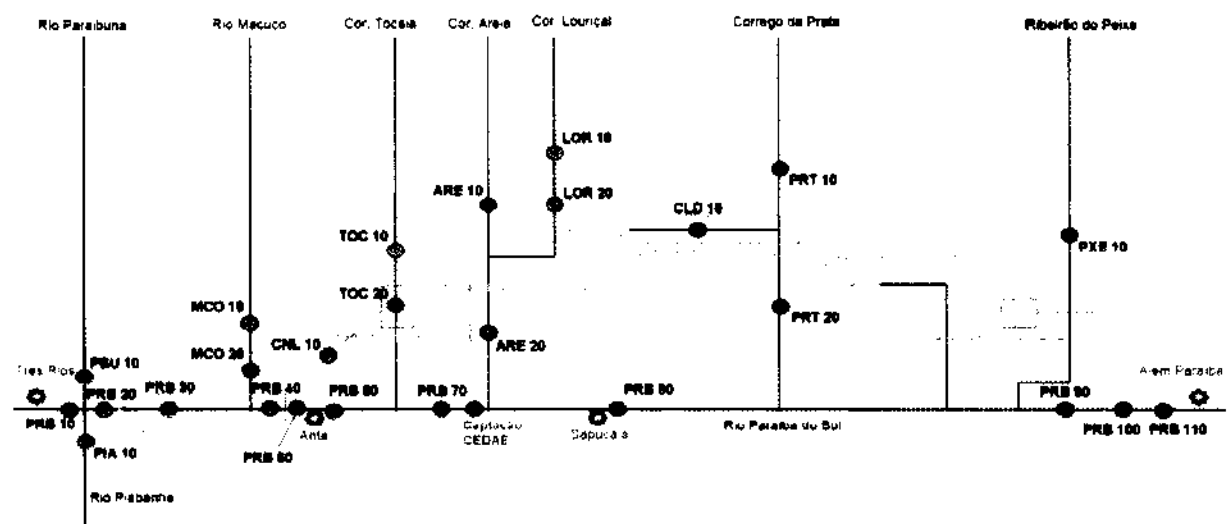 Rio Paraibuna
Rio Macuco
Cor. Tocaia
Cor. Areia
Cor. Louriçal
Corrego da Prata
Ribeirão do Peixe
LOR 10
PRT 10
ARE 10
LOR 20
CLD 10
TOC 10
PXE 10
TOC 20
MCO 10
PRT 20
CNL 10
ARE 20
MCO 20
PBU 10
Tres Rios
PRB 20
PRB 30
PRB 40
PRB 60
PRB 70
PRB 80
PRB 90
Alem Paraiba
PRB 10
Anta
Captação
CEDAE
Sapucaia
Rio Paraiba do Sul
PRB 100
PRB 110
PIA 10
PRB 50
Rio Piabanha